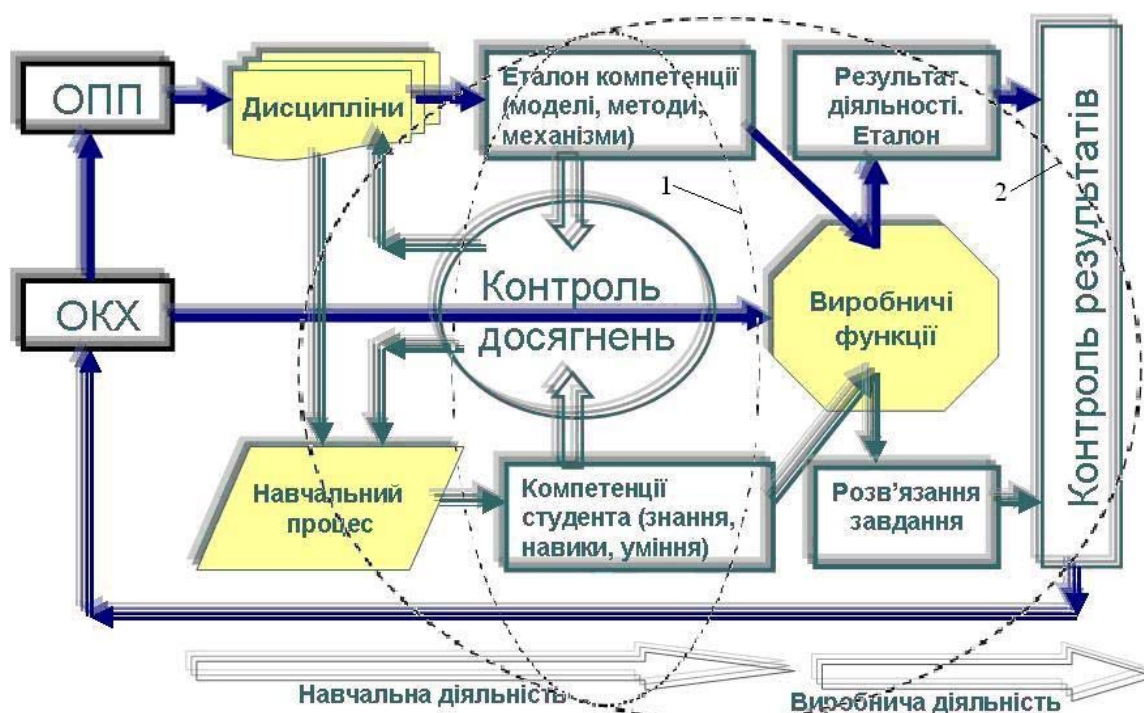 ОПП
Дисципліни
Еталон компетенції
(моделі, методи,
механізми)
Результат
діяльності.
Еталон
1
2
ОКХ
Контроль
досягнень
Виробничі
функції
Контроль результатів
Навчальний
процес
Компетенції
студента (знання,
навики, уміння)
Розв’язання
завдання
Навчальна діяльність
Виробнича діяльність